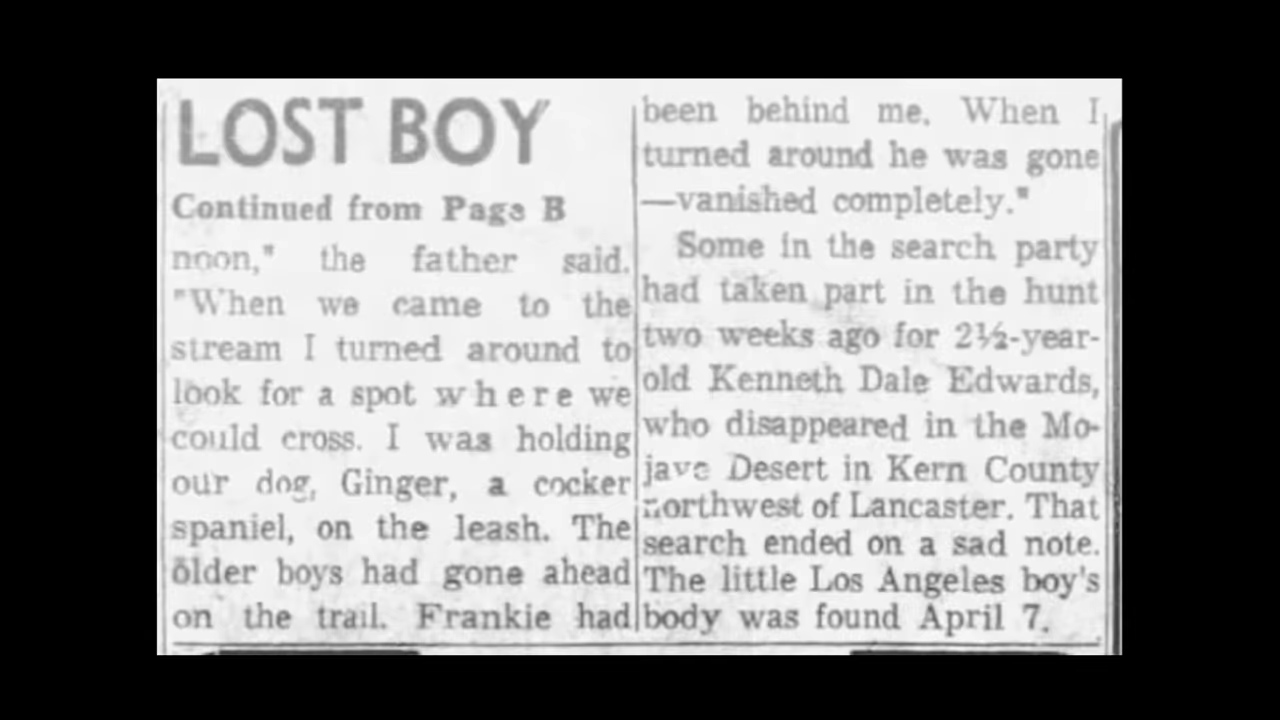 LOST BOY
Continued from Page B
noon," the father said.
"When we came to the
stream I turned around to
look for a spot where we
could cross. I was holding
our dog, Ginger, a cocker
spaniel, on the leash. The
older boys had gone ahead
on the trail. Frankie had
been behind me. When I
turned around he was gone
—vanished completely."
Some in the search party
had taken part in the hunt
two weeks ago for 2½-year-
old Kenneth Dale Edwards,
who disappeared in the Mo-
jave Desert in Kern County
northwest of Lancaster. That
search ended on a sad note.
The little Los Angeles boy's
body was found April 7.